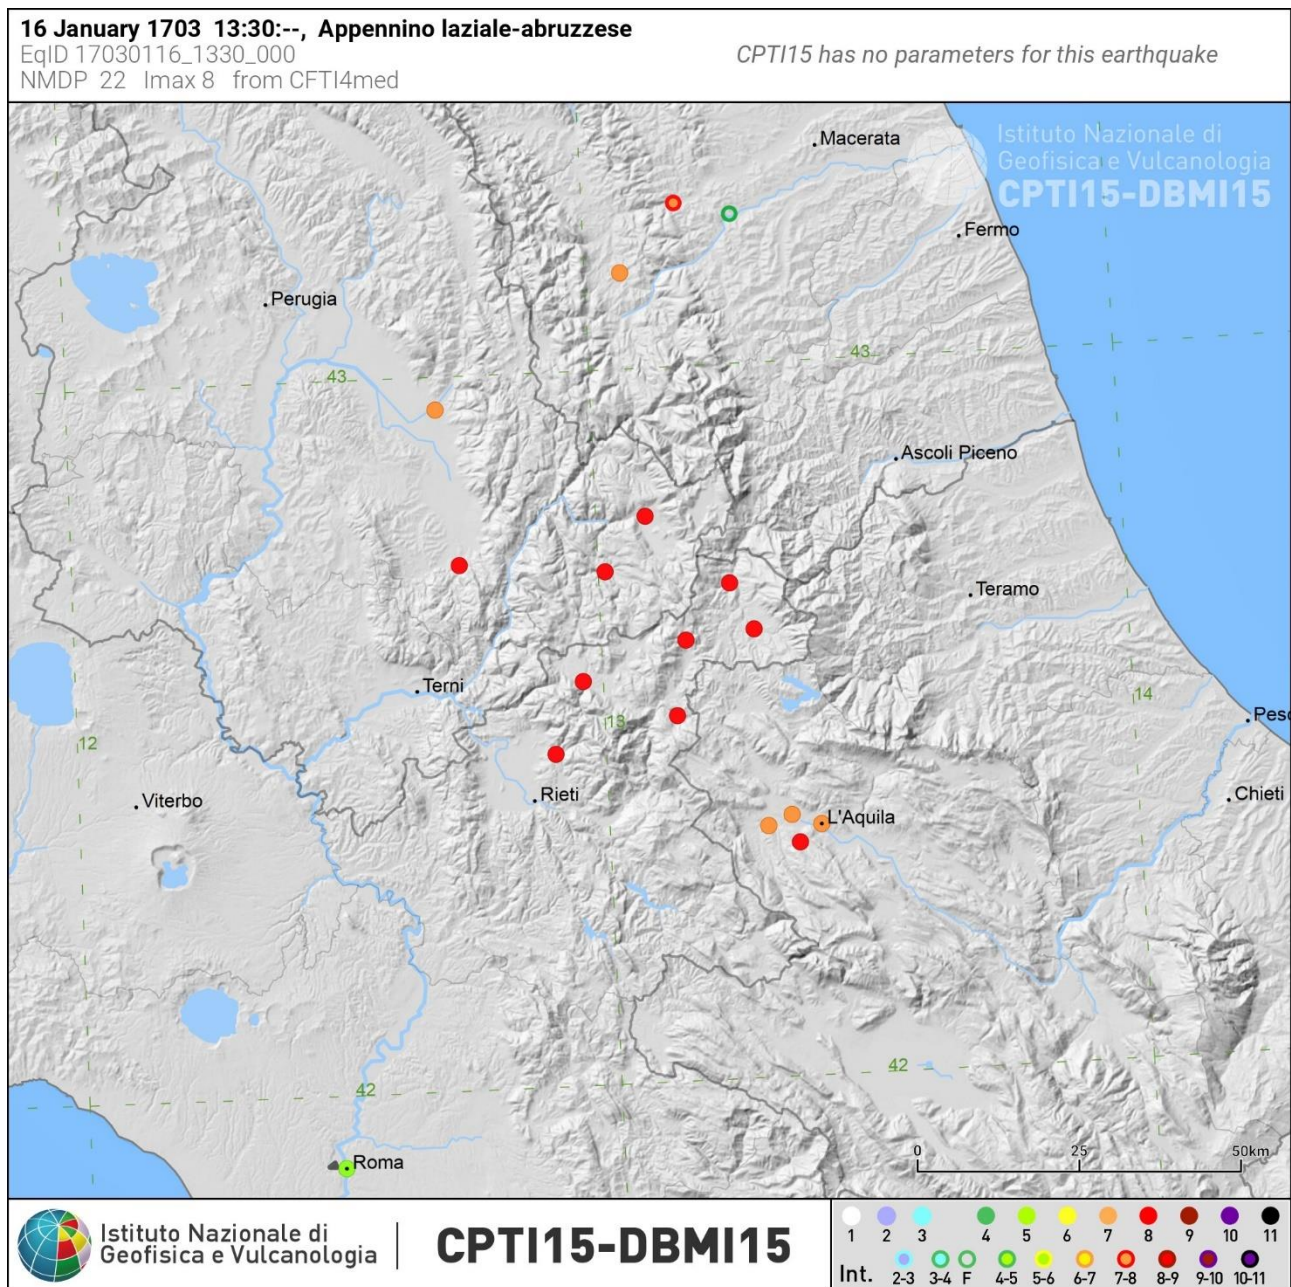 16 January 1703 13:30:--, Appennino laziale-abruzzese
EqID 17030116_1330_000
NMDP 22 Imax 8 from CFTI4med
CPTI15 has no parameters for this earthquake
Istituto Nazionale di
Geofisica e Vulcanologia
CPTI15-DBMI15
Macerata
Fermo
Perugia
43
43
Ascoli Piceno
Teramo
Terni
14
13
12
Pesc
Rieti
Viterbo
Chieti
L'Aquila
42
42
0 25 50km
Roma
Istituto Nazionale di
Geofisica e Vulcanologia
CPTI15-DBMI15
1 2 3 4 5 6 7 8 9 10 11
Int. 2-3 3-4 F 4-5 5-6 6-7 7-8 8-9 9-10 10-11